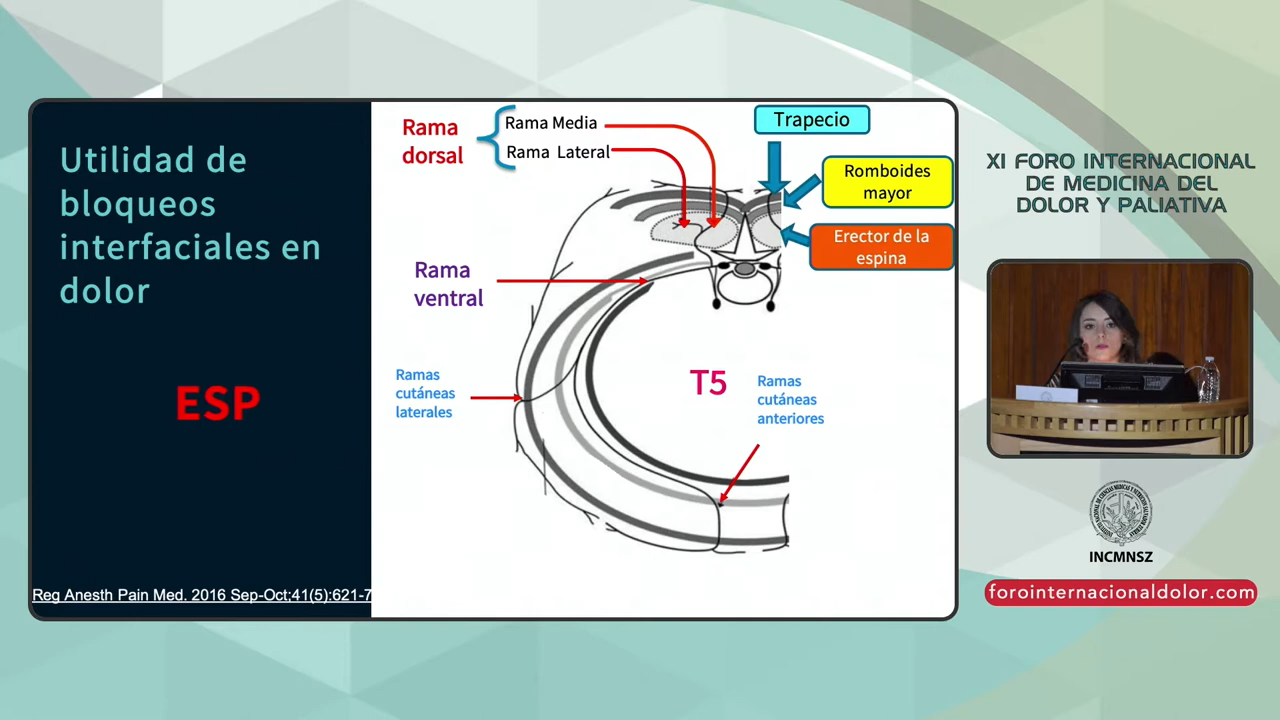 Utilidad de
bloqueos
interfaciales en
dolor
ESP
Reg Anesth Pain Med. 2016 Sep-Oct;41(5):621-7
Rama
dorsal
Rama Media
Rama Lateral
Trapecio
Romboides
mayor
Erector de la
espina
Rama
ventral
Ramas
cutáneas
laterales
T5
Ramas
cutáneas
anteriores
XI FORO INTERNACIONAL
DE MEDICINA DEL
DOLOR Y PALIATIVA
INCMNSZ
forointernacionaldolor.com